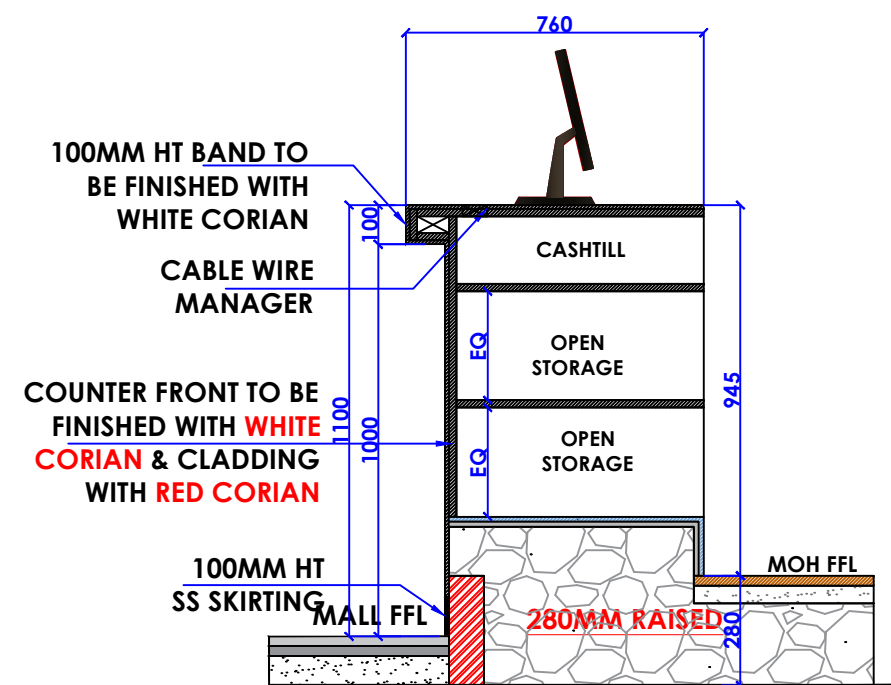 760
100MM HT BAND TO
BE FINISHED WITH
WHITE CORIAN
100
CASHTILL
CABLE WIRE
MANAGER
EQ
OPEN
STORAGE
945
COUNTER FRONT TO BE
FINISHED WITH WHITE
CORIAN & CLADDING
WITH RED CORIAN
1100
1000
EQ
OPEN
STORAGE
100MM HT
SS SKIRTING
MALL FFL
MOH FFL
280MM RAISED
280